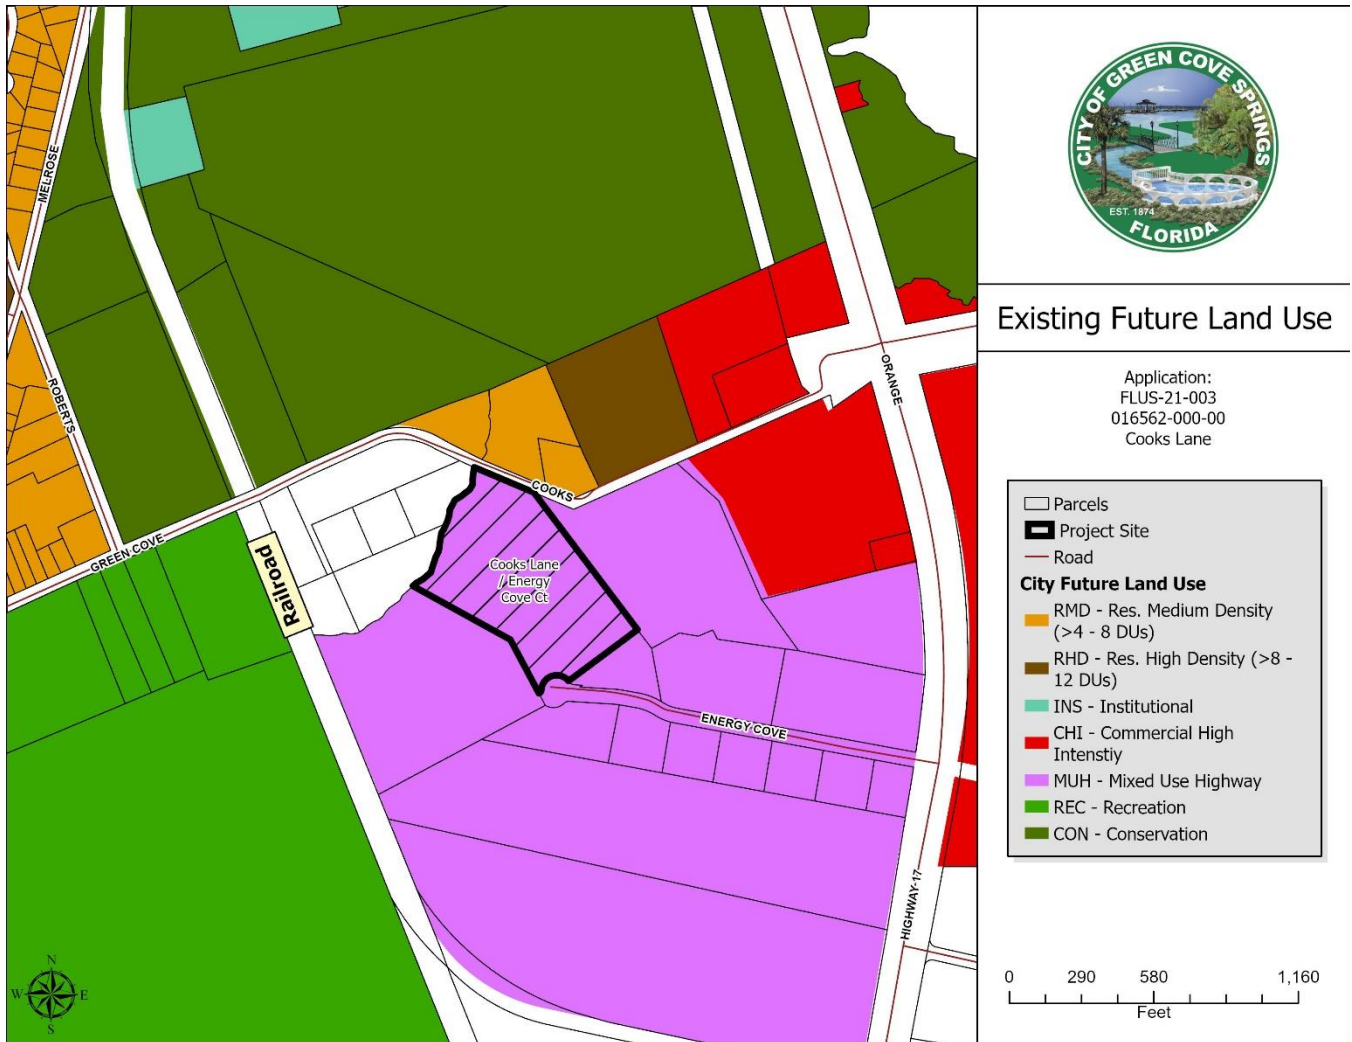 CITY OF GREEN COVE SPRINGS
EST. 1874
FLORIDA
Existing Future Land Use
Application:
FLUS-21-003
016562-000-00
Cooks Lane
Parcels
Project Site
Road
City Future Land Use
RMD - Res. Medium Density
(>4 - 8 DUs)
RHD - Res. High Density (>8 -
12 DUs)
INS - Institutional
CHI - Commercial High
Intenstiy
MUH - Mixed Use Highway
REC - Recreation
CON - Conservation
0 290 580 1,160
Feet
MELROSE
ROBERTS
GREEN COVE
Railroad
COOKS
ORANGE
Cooks Lane
/ Energy
Cove Ct
ENERGY COVE
HIGHWAY 17
N
W E
S